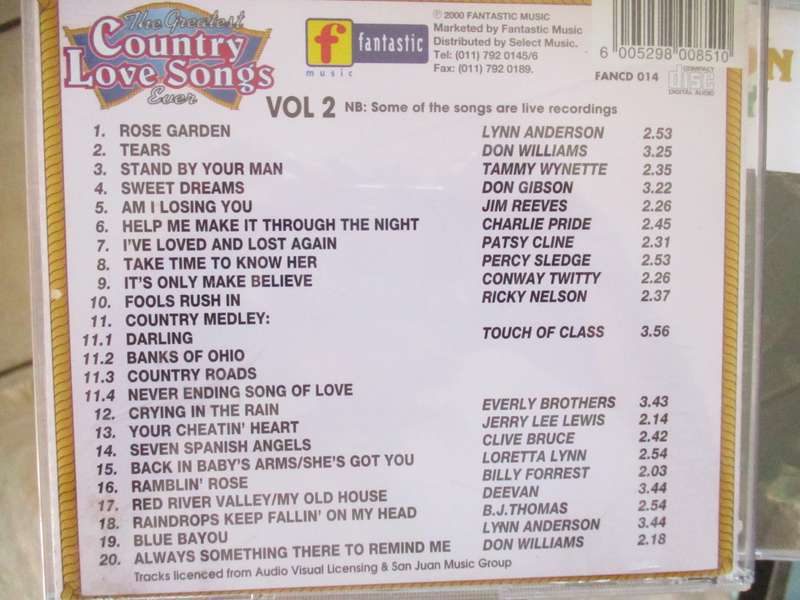 The Greatest
Country
Love Songs
Ever
f fantastic
music
℗ 2000 FANTASTIC MUSIC
Marketed by Fantastic Music
Distributed by Select Music.
Tel: (011) 792 0145/6
Fax: (011) 792 0189.
6 005298 008510
FANCD 014
COMPACT
disc
DIGITAL AUDIO
VOL 2 NB: Some of the songs are live recordings
1. ROSE GARDEN LYNN ANDERSON 2.53
2. TEARS DON WILLIAMS 3.25
3. STAND BY YOUR MAN TAMMY WYNETTE 2.35
4. SWEET DREAMS DON GIBSON 3.22
5. AM I LOSING YOU JIM REEVES 2.26
6. HELP ME MAKE IT THROUGH THE NIGHT CHARLIE PRIDE 2.45
7. I'VE LOVED AND LOST AGAIN PATSY CLINE 2.31
8. TAKE TIME TO KNOW HER PERCY SLEDGE 2.53
9. IT'S ONLY MAKE BELIEVE CONWAY TWITTY 2.26
10. FOOLS RUSH IN RICKY NELSON 2.37
11. COUNTRY MEDLEY:
11.1 DARLING TOUCH OF CLASS 3.56
11.2 BANKS OF OHIO
11.3 COUNTRY ROADS
11.4 NEVER ENDING SONG OF LOVE
12. CRYING IN THE RAIN EVERLY BROTHERS 3.43
13. YOUR CHEATIN' HEART JERRY LEE LEWIS 2.14
14. SEVEN SPANISH ANGELS CLIVE BRUCE 2.42
15. BACK IN BABY'S ARMS/SHE'S GOT YOU LORETTA LYNN 2.54
16. RAMBLIN' ROSE BILLY FORREST 2.03
17. RED RIVER VALLEY/MY OLD HOUSE DEEVAN 3.44
18. RAINDROPS KEEP FALLIN' ON MY HEAD B.J.THOMAS 2.54
19. BLUE BAYOU LYNN ANDERSON 3.44
20. ALWAYS SOMETHING THERE TO REMIND ME DON WILLIAMS 2.18
Tracks licenced from Audio Visual Licensing & San Juan Music Group